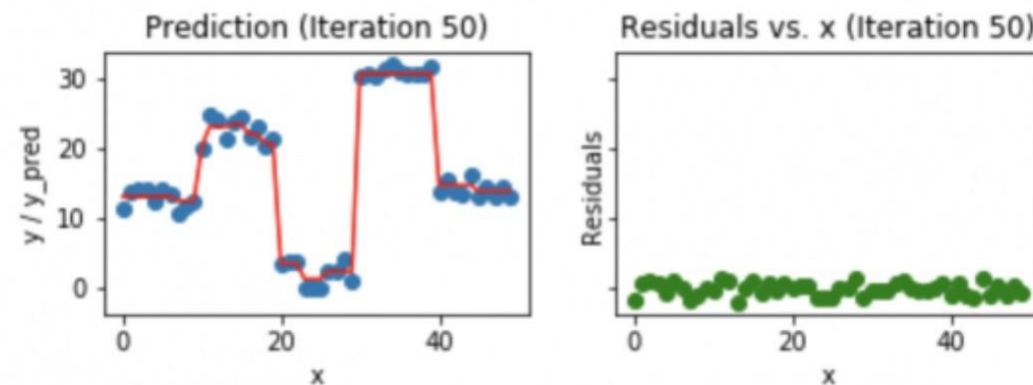 Prediction (Iteration 50)
30
20
10
0
y / y_pred
0 20 40
x
Residuals vs. x (Iteration 50)
Residuals
0 20 40
x